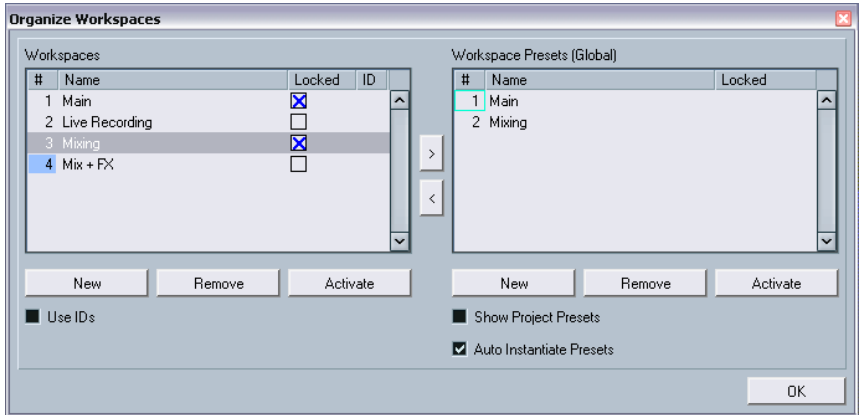 Organize Workspaces
Workspaces
# Name Locked ID
1 Main
2 Live Recording
3 Mixing
4 Mix + FX
New Remove Activate
Use IDs
>
<
Workspace Presets (Global)
# Name Locked
1 Main
2 Mixing
New Remove Activate
Show Project Presets
Auto Instantiate Presets
OK